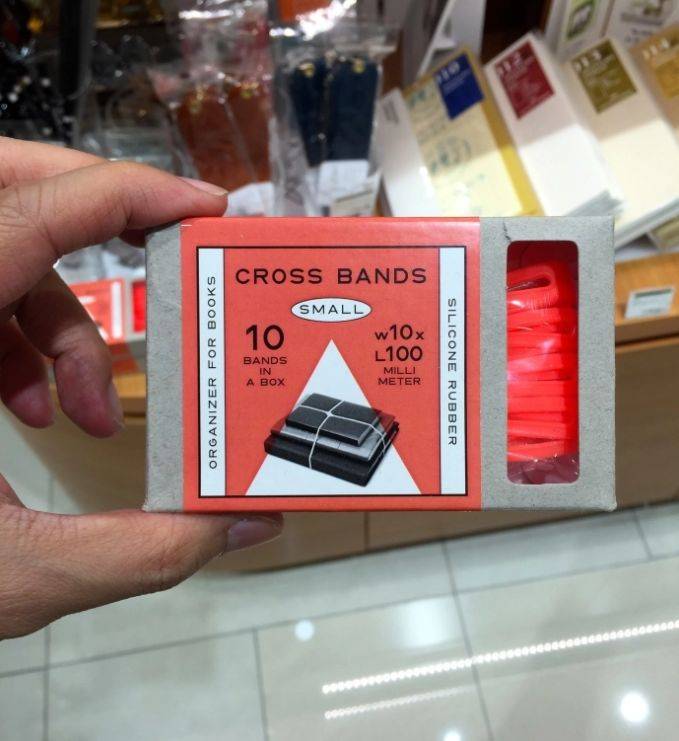 CROSS BANDS
SMALL
10
BANDS
IN
A BOX
w10x
L100
MILLI
METER
ORGANIZER FOR BOOKS
SILICONE RUBBER